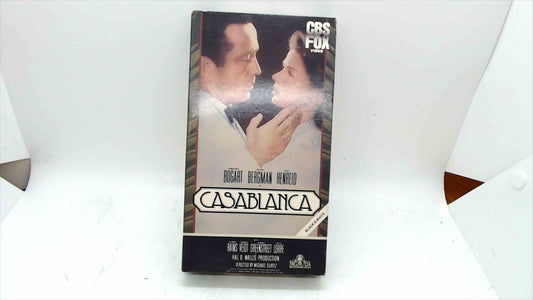 CBS
FOX
VIDEO
BOGART BERGMAN HENREID
CASABLANCA
BLACK & WHITE
RAINS VEIDT GREENSTREET LORRE
HAL B. WALLIS PRODUCTION
DIRECTED BY MICHAEL CURTIZ